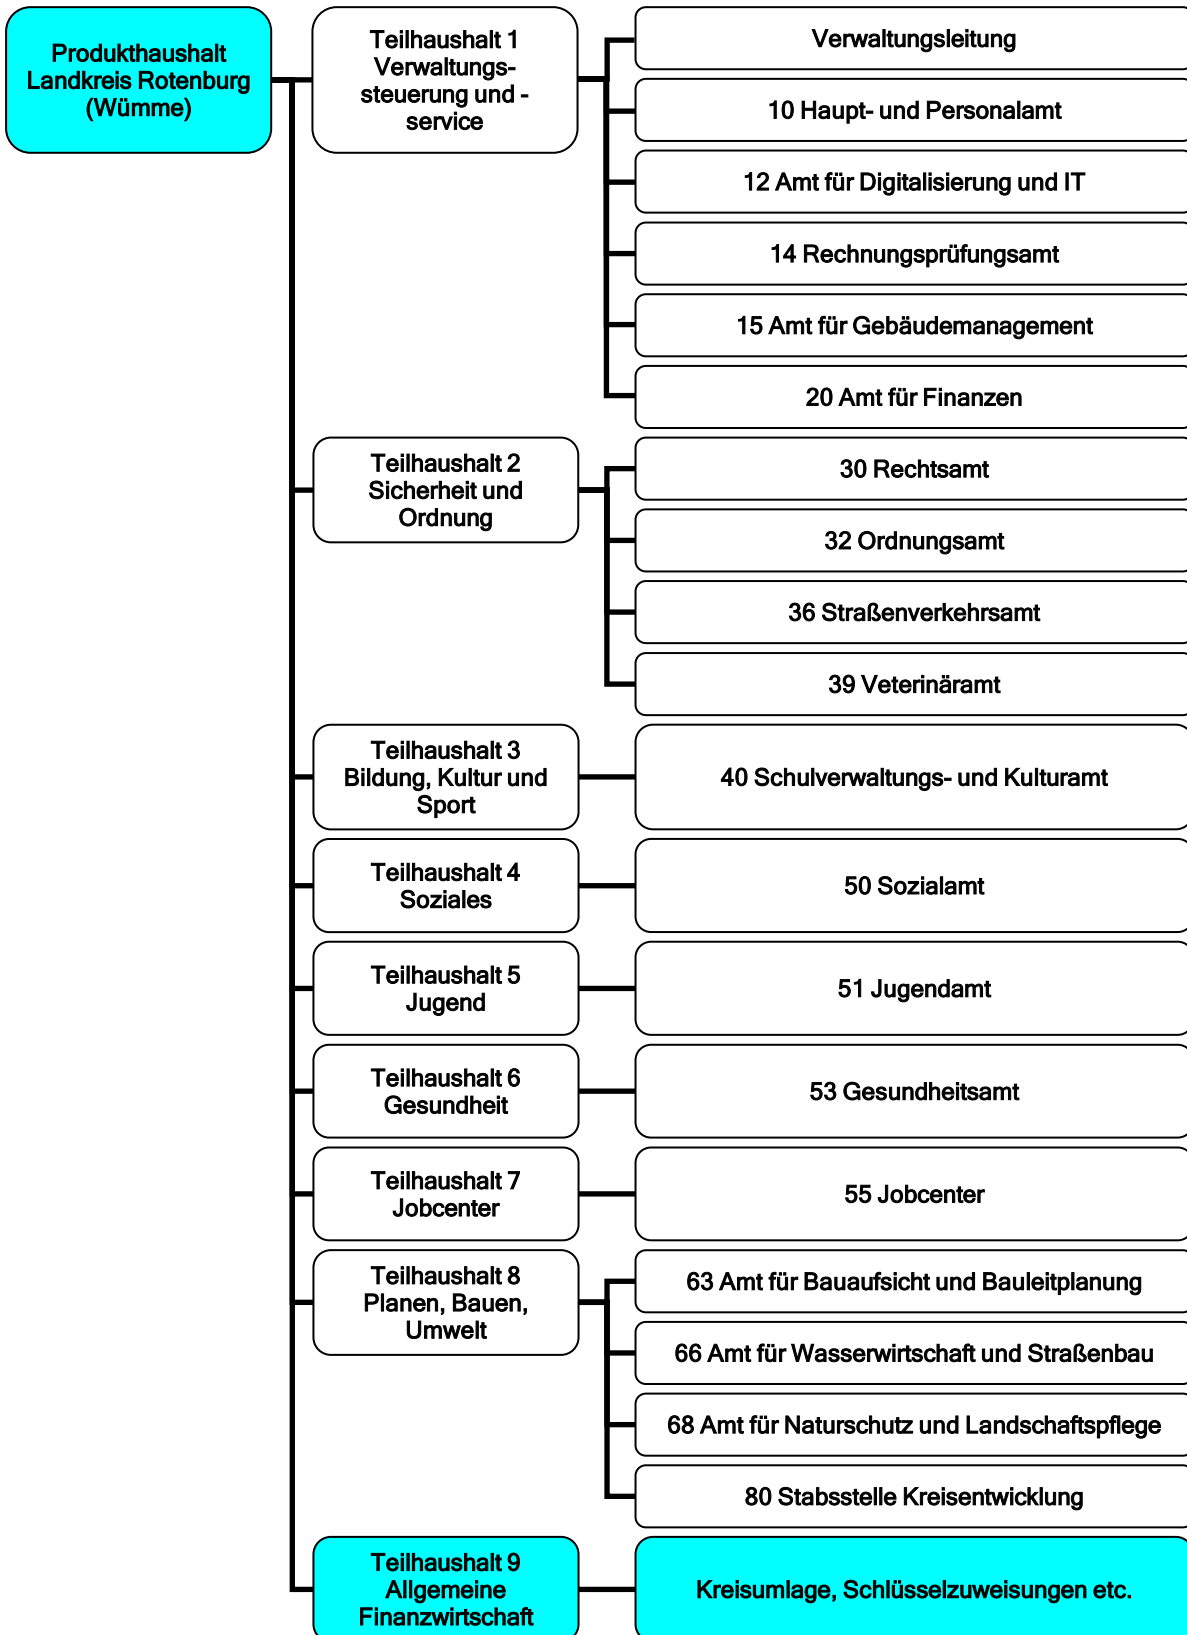 Produkthaushalt
Landkreis Rotenburg
(Wümme)
Teilhaushalt 1
Verwaltungs-
steuerung und -
service
Verwaltungsleitung
10 Haupt- und Personalamt
12 Amt für Digitalisierung und IT
14 Rechnungsprüfungsamt
15 Amt für Gebäudemanagement
20 Amt für Finanzen
Teilhaushalt 2
Sicherheit und
Ordnung
30 Rechtsamt
32 Ordnungsamt
36 Straßenverkehrsamt
39 Veterinäramt
Teilhaushalt 3
Bildung, Kultur und
Sport
40 Schulverwaltungs- und Kulturamt
Teilhaushalt 4
Soziales
50 Sozialamt
Teilhaushalt 5
Jugend
51 Jugendamt
Teilhaushalt 6
Gesundheit
53 Gesundheitsamt
Teilhaushalt 7
Jobcenter
55 Jobcenter
Teilhaushalt 8
Planen, Bauen,
Umwelt
63 Amt für Bauaufsicht und Bauleitplanung
66 Amt für Wasserwirtschaft und Straßenbau
68 Amt für Naturschutz und Landschaftspflege
80 Stabsstelle Kreisentwicklung
Teilhaushalt 9
Allgemeine
Finanzwirtschaft
Kreisumlage, Schlüsselzuweisungen etc.